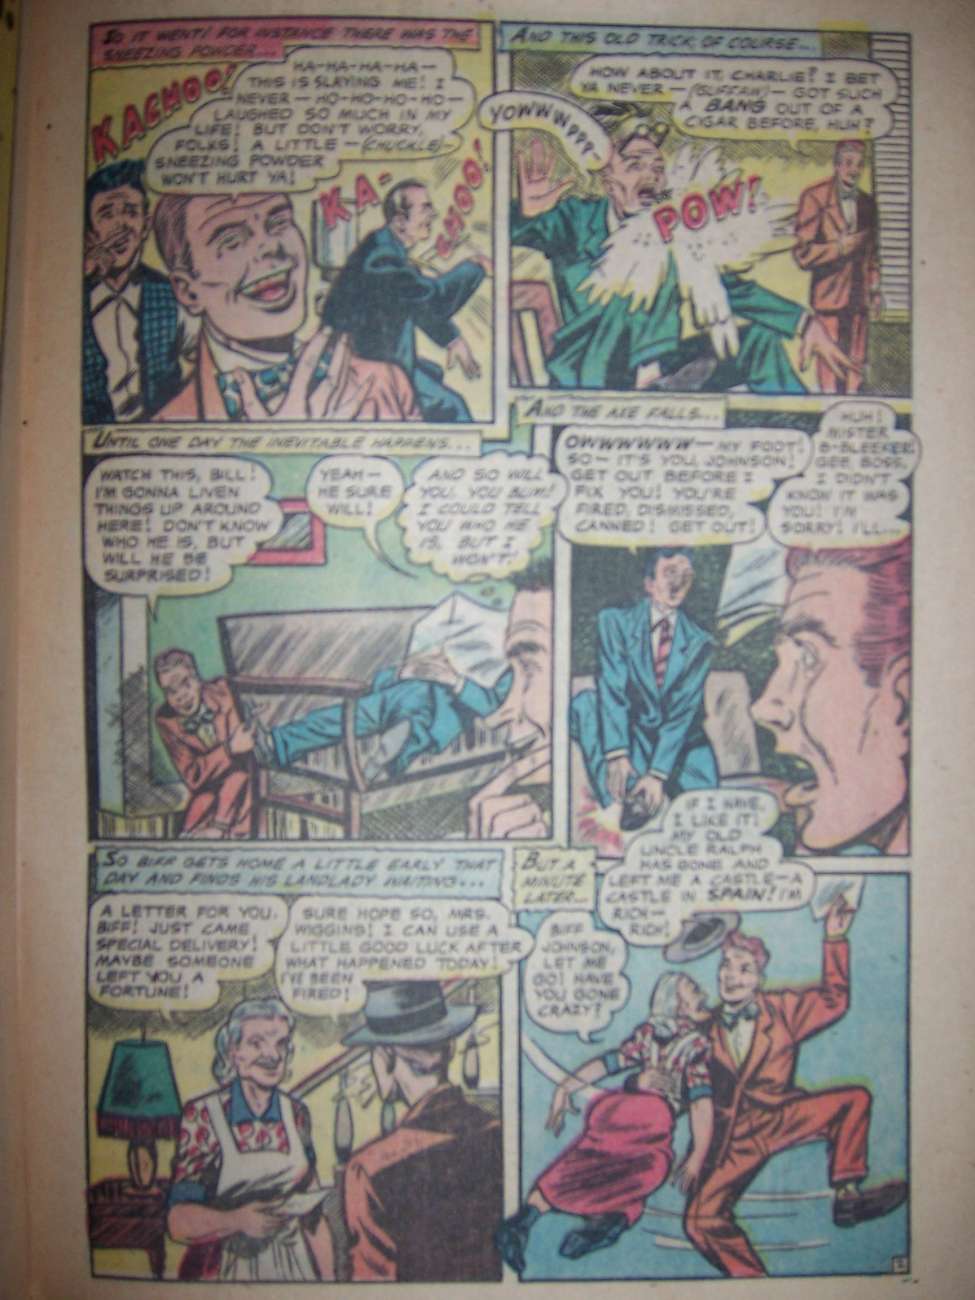 SO IT WENT! FOR INSTANCE THERE WAS THE
SNEEZING POWDER...
KACHOO!
HA-HA-HA-HA-
THIS IS SLAYING ME! I
NEVER-HO-HO-HO-HO-
LAUGHED SO MUCH IN MY
LIFE! BUT DON'T WORRY,
FOLKS! A LITTLE-(CHUCKLE)-
SNEEZING POWDER
WON'T HURT YA!
KA-
CHOO!
AND THIS OLD TRICK, OF COURSE...
YOWWW
HOW ABOUT IT, CHARLIE? I BET
YA NEVER-(GUFFAW)-GOT SUCH
A BANG OUT OF A
CIGAR BEFORE, HUH?
POW!
UNTIL ONE DAY THE INEVITABLE HAPPENS...
WATCH THIS, BILL!
I'M GONNA LIVEN
THINGS UP AROUND
HERE! DON'T KNOW
WHO HE IS, BUT
WILL HE BE
SURPRISED!
YEAH-
HE SURE
WILL!
AND SO WILL
YOU, YOU BUM!
I COULD TELL
YOU WHO HE
IS, BUT I
WON'T!
AND THE AXE FALLS...
OWWWWWWW-MY FOOT!
SO-IT'S YOU, JOHNSON!
GET OUT BEFORE I
FIX YOU! YOU'RE
FIRED, DISMISSED,
CANNED! GET OUT!
HUH!
MISTER
B-BLEEKER!
GEE BOSS,
I DIDN'T
KNOW IT WAS
YOU! I'M
SORRY! I'LL...
SO BIFF GETS HOME A LITTLE EARLY THAT
DAY AND FINDS HIS LANDLADY WAITING...
A LETTER FOR YOU,
BIFF! JUST CAME
SPECIAL DELIVERY!
MAYBE SOMEONE
LEFT YOU A
FORTUNE!
SURE HOPE SO, MRS.
WIGGINS! I CAN USE A
LITTLE GOOD LUCK AFTER
WHAT HAPPENED TODAY!
I'VE BEEN
FIRED!
BUT A
MINUTE
LATER...
IF I HAVE,
I LIKE IT!
MY OLD
UNCLE RALPH
HAS GONE AND
LEFT ME A CASTLE-A
CASTLE IN SPAIN! I'M
RICH-
RICH!
BIFF
JOHNSON,
LET ME
GO! HAVE
YOU GONE
CRAZY?
2